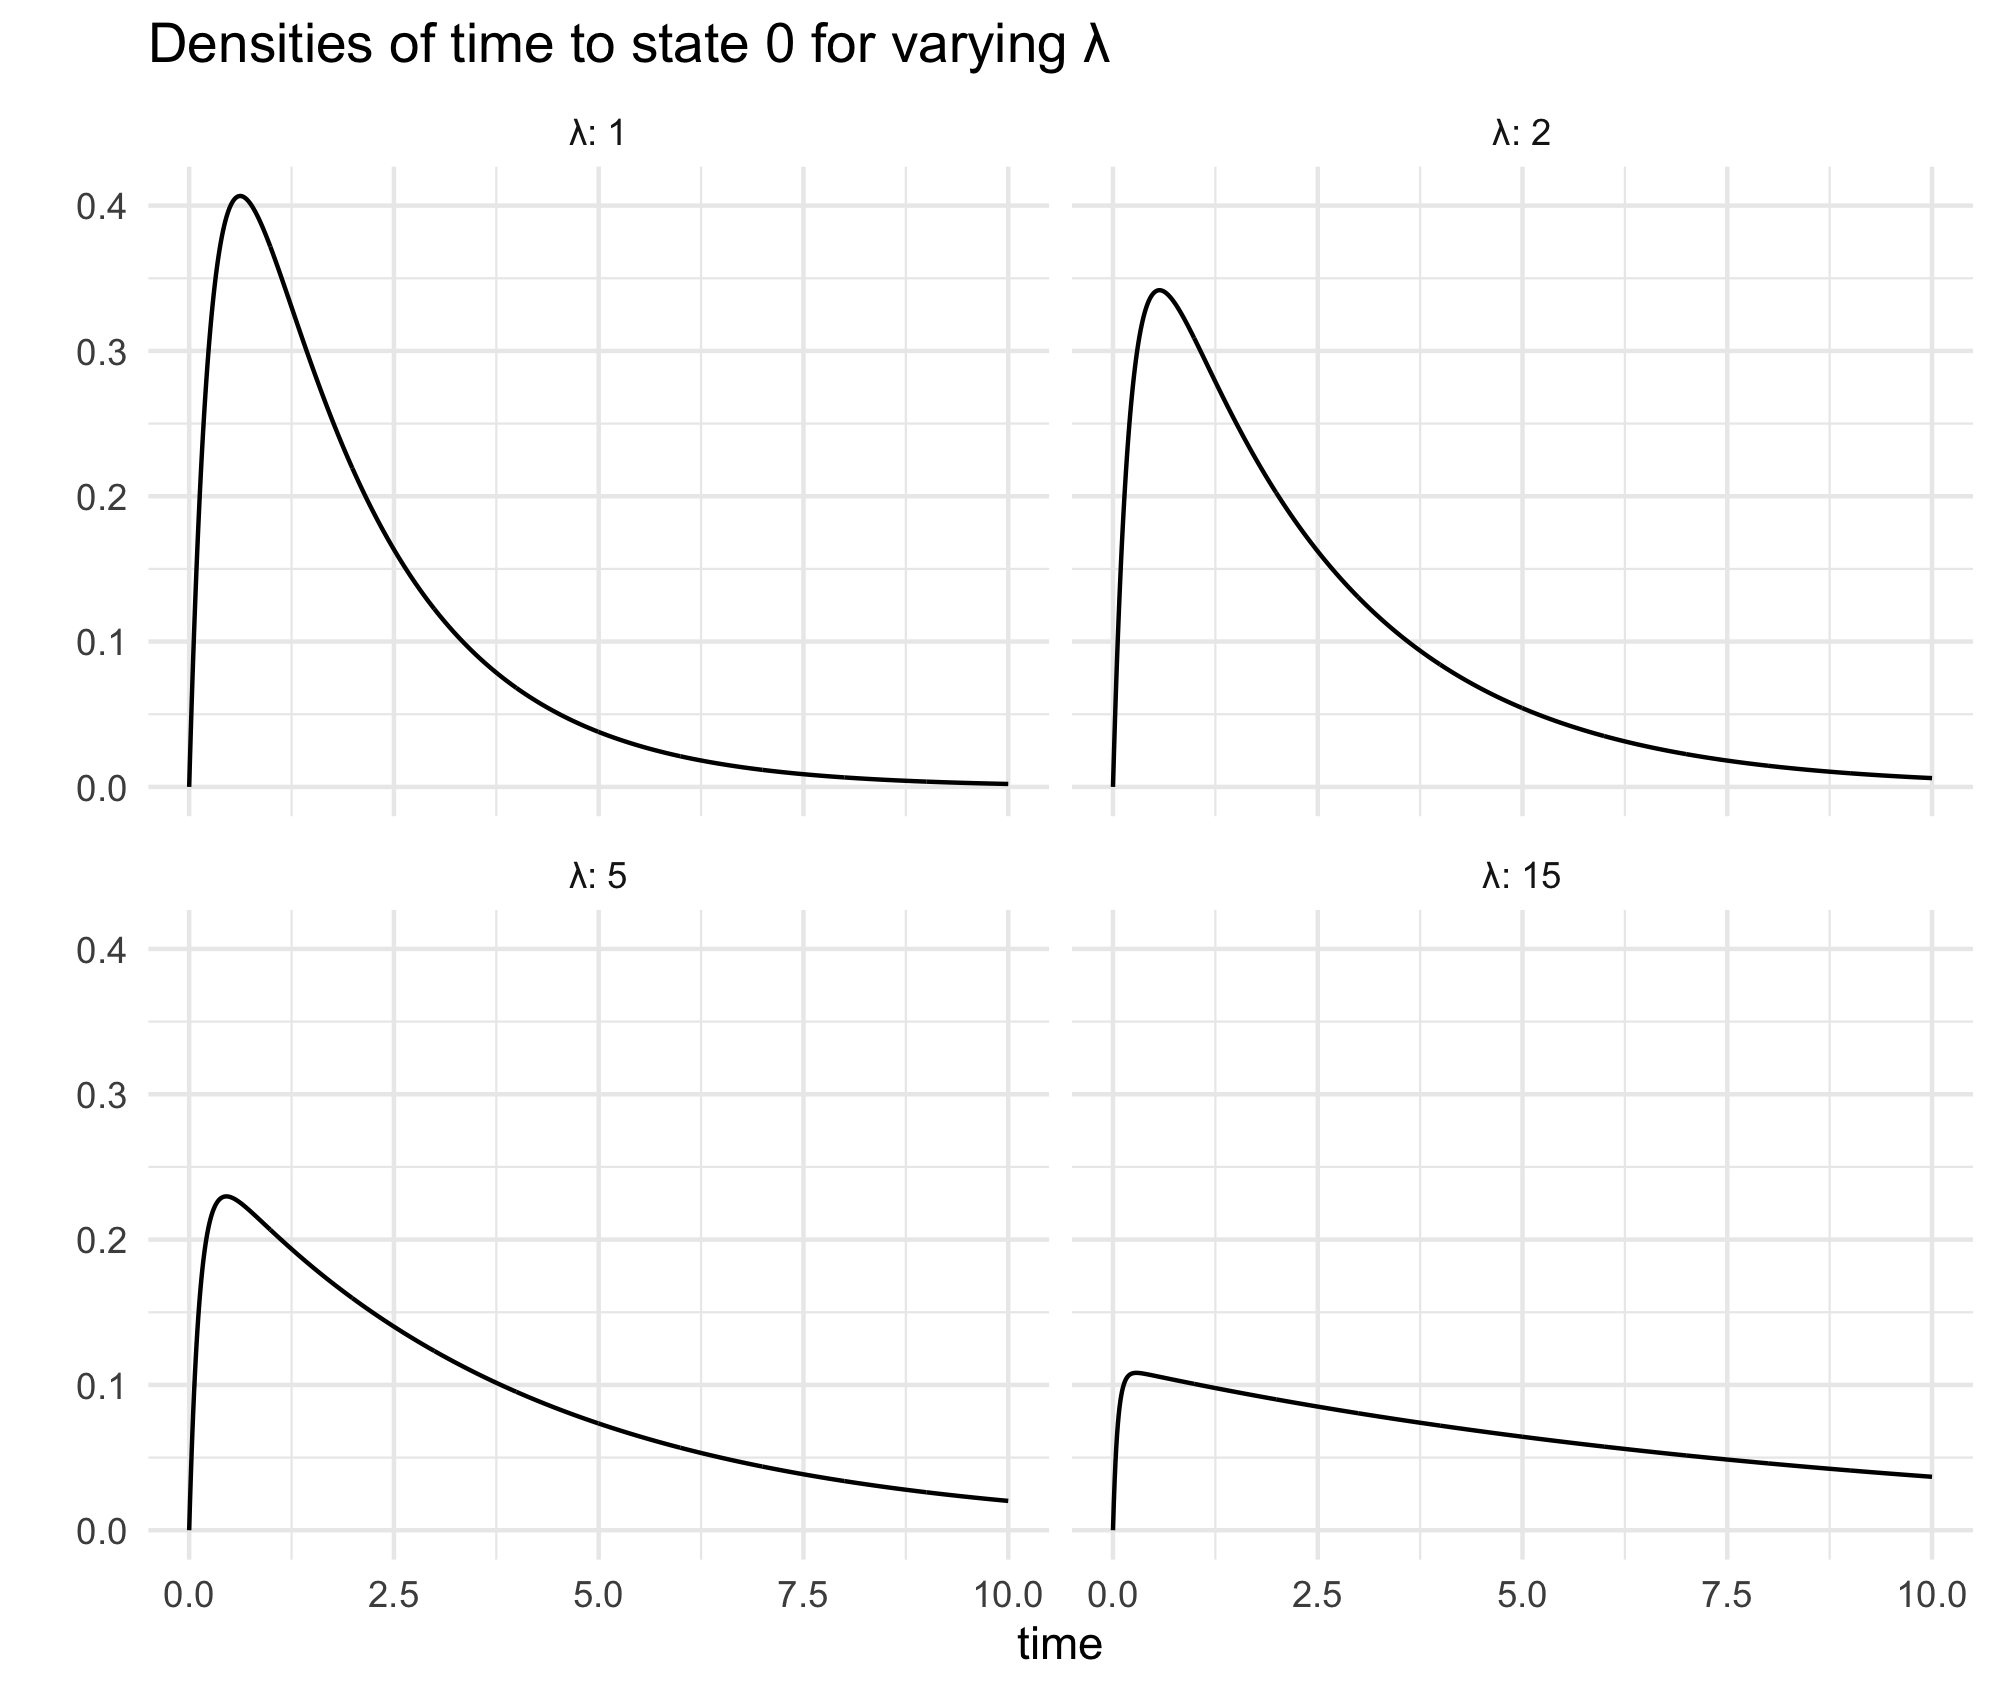 Densities of time to state 0 for varying λ
λ: 1
λ: 2
0.4
0.3
0.2
0.1
0.0
λ: 5
λ: 15
0.4
0.3
0.2
0.1
0.0
0.0 2.5 5.0 7.5 10.0 0.0 2.5 5.0 7.5 10.0
time